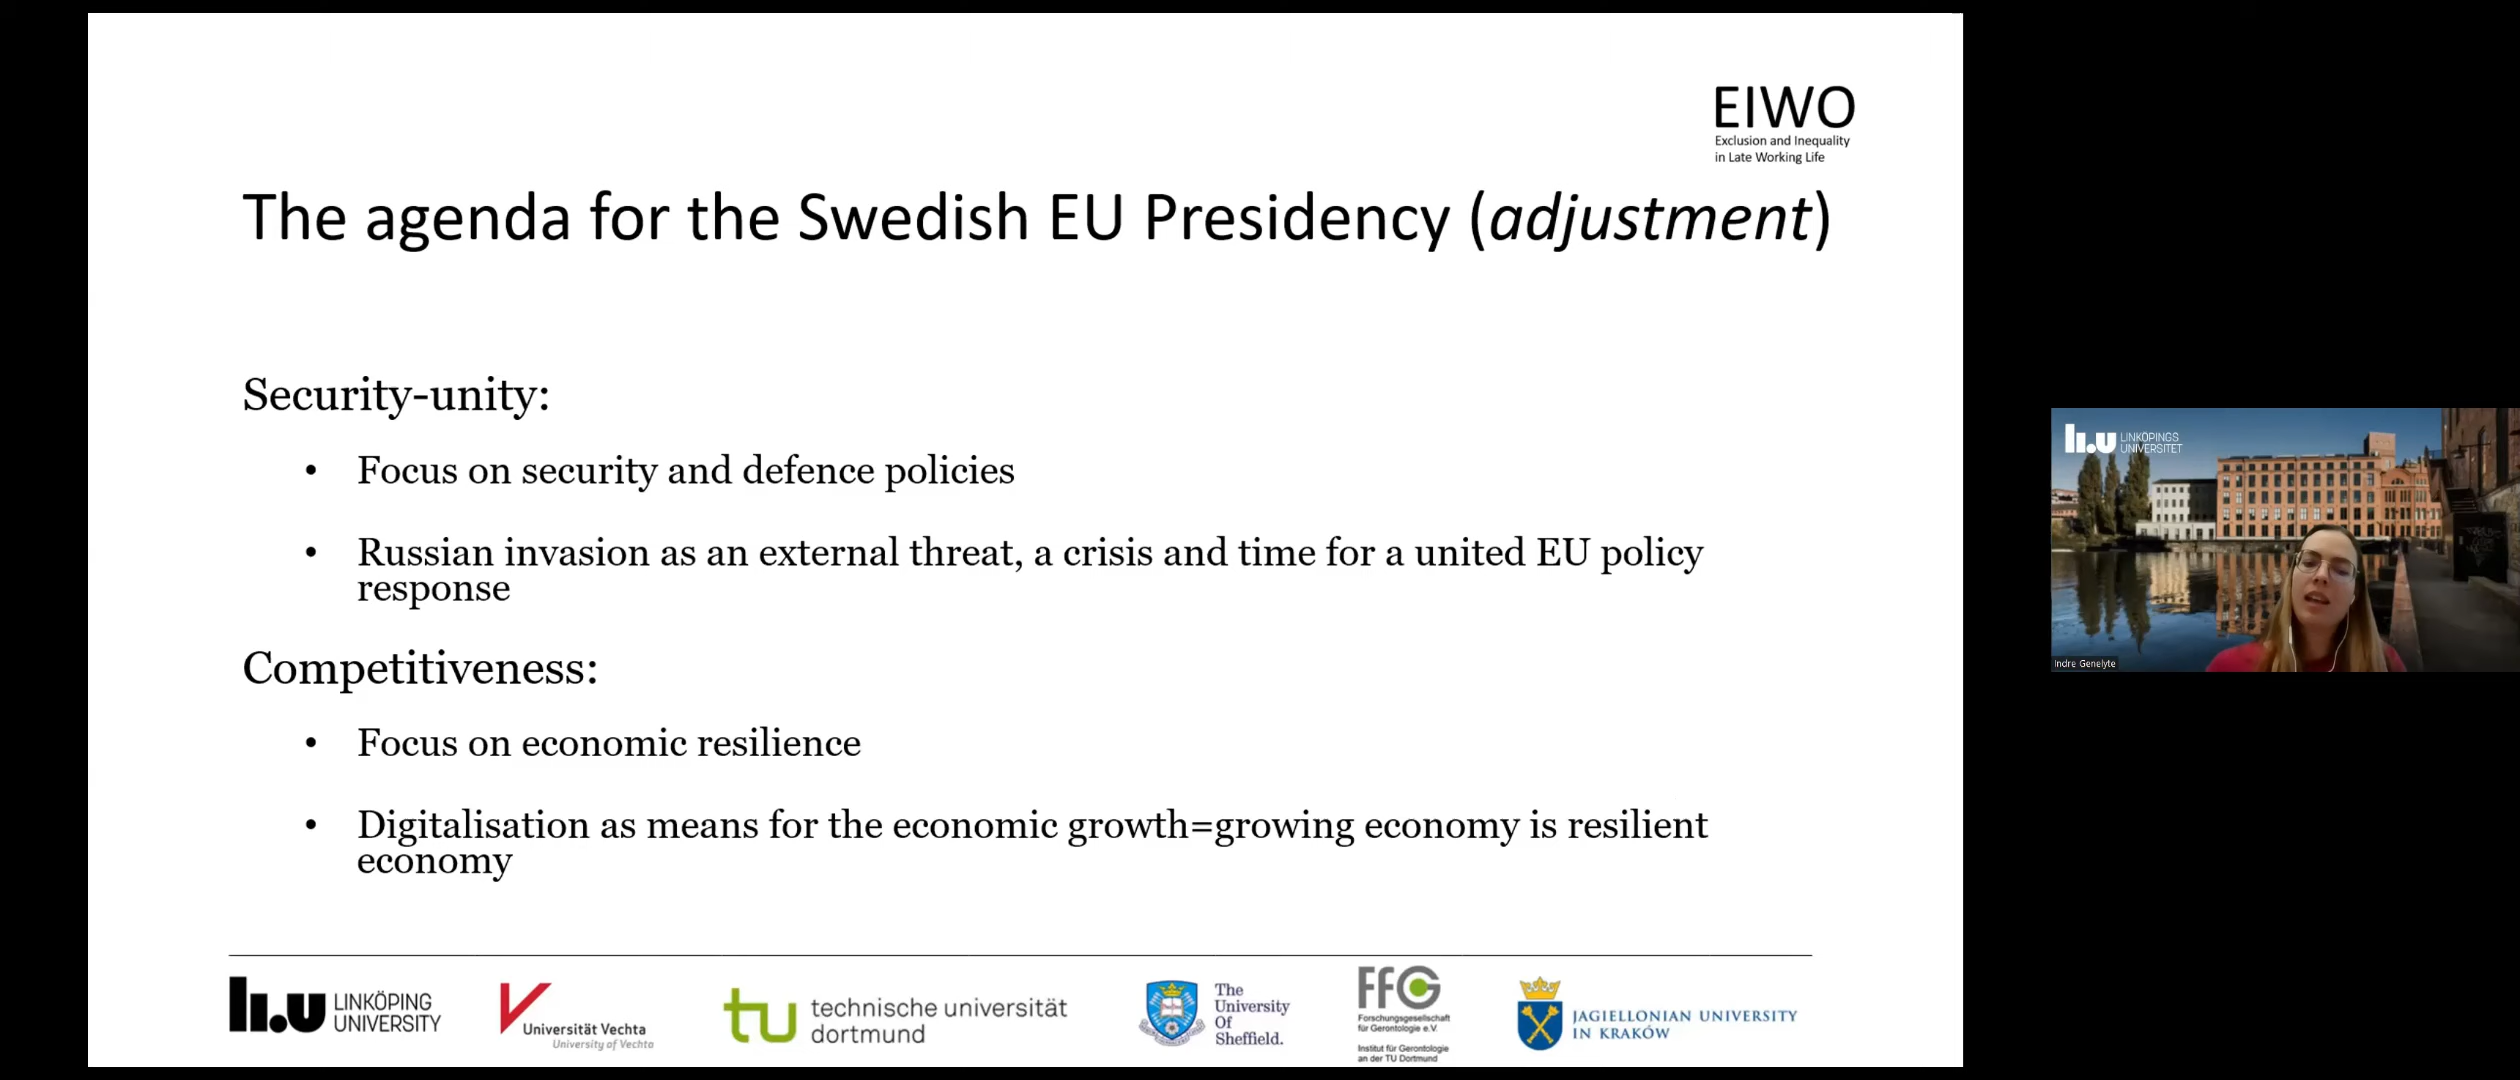 EIWO
Exclusion and Inequality
in Late Working Life
The agenda for the Swedish EU Presidency (adjustment)
Security-unity:
• Focus on security and defence policies
• Russian invasion as an external threat, a crisis and time for a united EU policy
response
Competitiveness:
• Focus on economic resilience
• Digitalisation as means for the economic growth=growing economy is resilient
economy
li.u LINKÖPING
UNIVERSITY
Universität Vechta
University of Vechta
tu technische universität
dortmund
The
University
Of
Sheffield.
FFG
Forschungsgesellschaft
für Gerontologie e.V.
Institut für Gerontologie
an der TU Dortmund
JAGIELLONIAN UNIVERSITY
IN KRAKÓW
li.u LINKÖPINGS
UNIVERSITET
Indre Genelyte